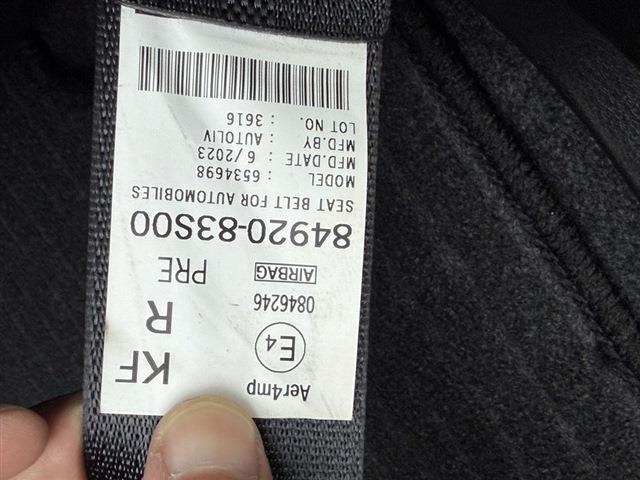 Aer4mp
KF
E4
R
0846246
AIRBAG
PRE
84920-83S00
SEAT BELT FOR AUTOMOBILES
MODEL : 6534698
MFD.DATE : 6/2023
MFD.BY : AUTOLIV
LOT NO. : 3616